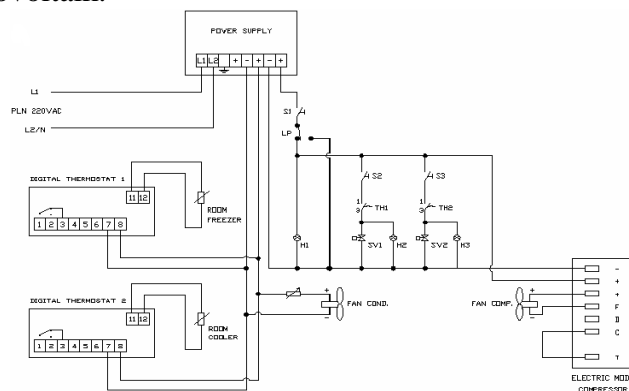 POWER SUPPLY
L1 L2 + - + - +
L1
PLN 220VAC
L2/N
S1
LP
DIGITAL THERMOSTAT 1
11 12
1 2 3 4 5 6 7 8
ROOM
FREEZER
S2
S3
1
3
TH1
1
3
TH2
H1
SV1
H2
SV2
H3
DIGITAL THERMOSTAT 2
11 12
1 2 3 4 5 6 7 8
ROOM
COOLER
+
-
FAN COND.
FAN COMP.
+
-
-
+
+
F
D
C
T
ELECTRIC MOD
COMPRESSOR